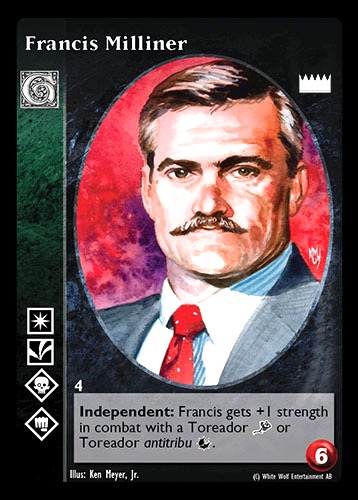 Francis Milliner
4
Independent: Francis gets +1 strength
in combat with a Toreador or
Toreador antitribu .
6
Illus: Ken Meyer, Jr.
(C) White Wolf Entertainment AB